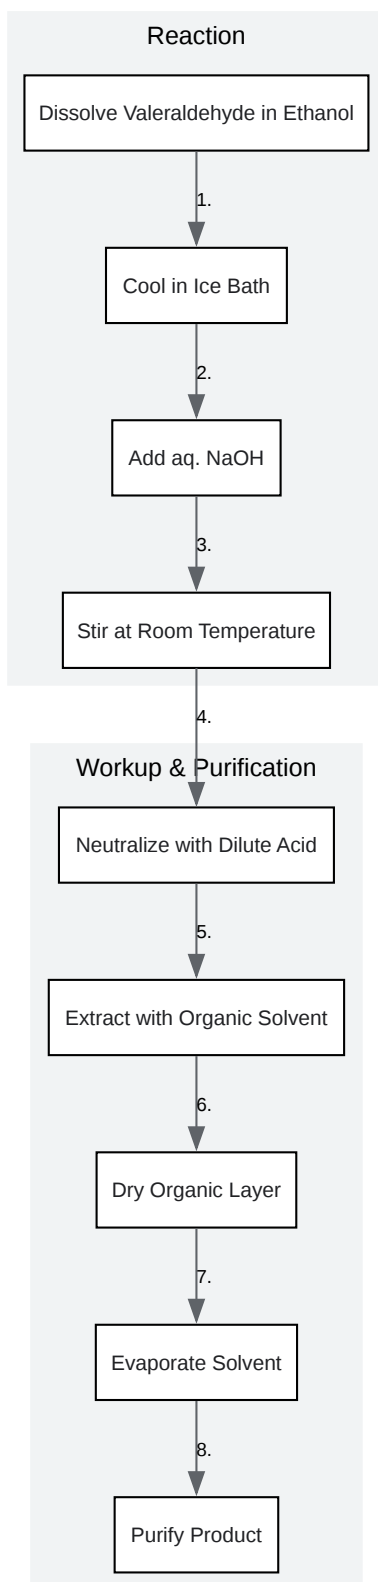 Reaction
Dissolve Valeraldehyde in Ethanol
1.
Cool in Ice Bath
2.
Add aq. NaOH
3.
Stir at Room Temperature
4.
Workup & Purification
Neutralize with Dilute Acid
5.
Extract with Organic Solvent
6.
Dry Organic Layer
7.
Evaporate Solvent
8.
Purify Product